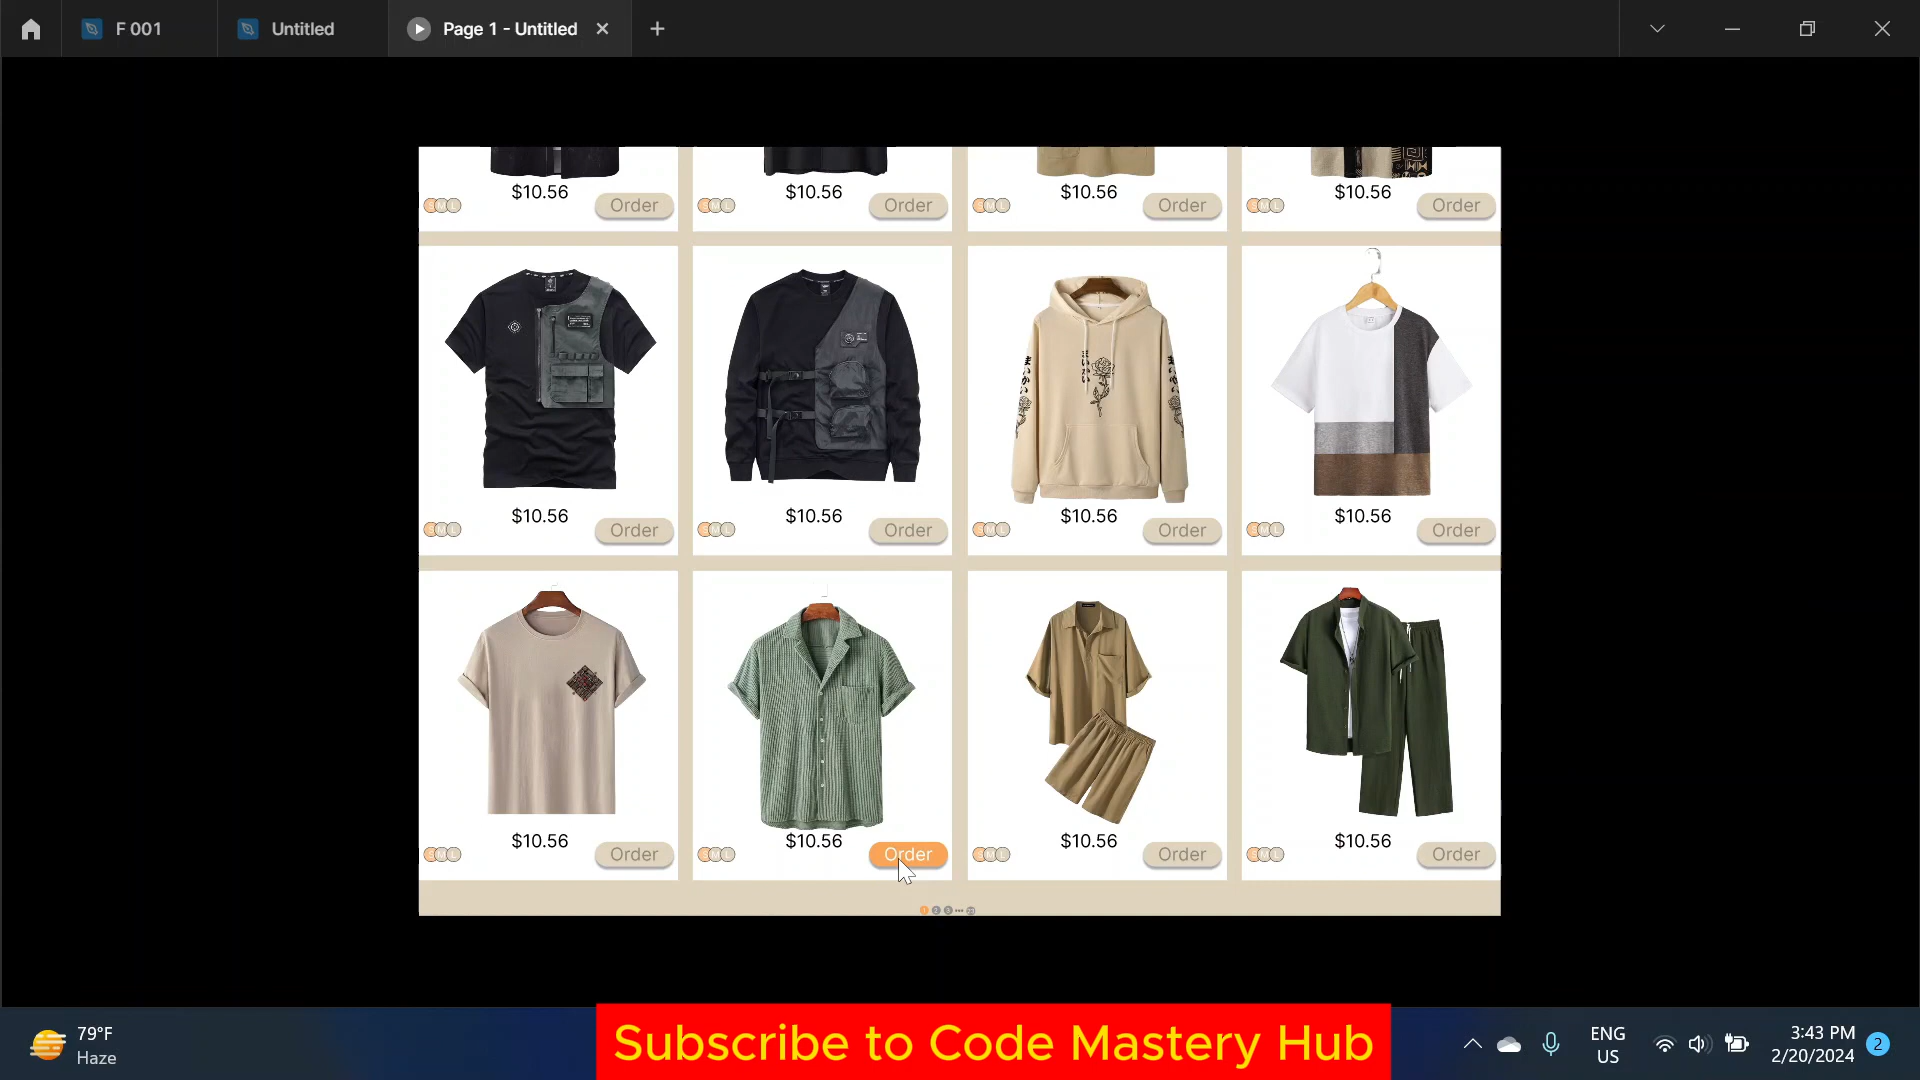 F 001
Untitled
Page 1 - Untitled
$10.56
$10.56
$10.56
$10.56
S M L
Order
S M L
Order
S M L
Order
S M L
Order
$10.56
$10.56
$10.56
$10.56
S M L
Order
S M L
Order
S M L
Order
S M L
Order
$10.56
$10.56
$10.56
$10.56
S M L
Order
S M L
Order
S M L
Order
S M L
Order
1 2 3 •••
79°F
Haze
Subscribe to Code Mastery Hub
ENG
US
3:43 PM
2/20/2024
2